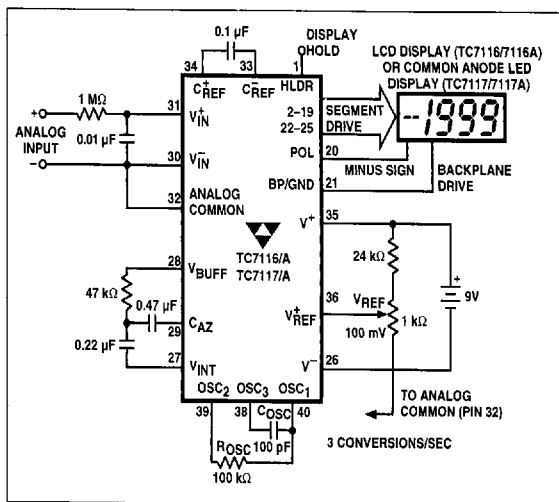 0.1 µF
DISPLAY
HOLD
34
33
1
C+REF
C–REF
HLDR
LCD DISPLAY (TC7116/7116A)
OR COMMON ANODE LED
DISPLAY (TC7117/7117A)
+
1 MΩ
31
V+IN
2–19
22–25
SEGMENT
DRIVE
-1999
ANALOG
INPUT
0.01 µF
–
30
V–IN
POL
20
MINUS SIGN
BP/GND
21
BACKPLANE
DRIVE
32
ANALOG
COMMON
V+
35
TC7116/A
TC7117/A
24 kΩ
28
VBUFF
47 kΩ
0.47 µF
V+REF
36
VREF
100 mV
1 kΩ
+
9V
29
CAZ
0.22 µF
27
VINT
V–
26
OSC2
OSC3
OSC1
TO ANALOG
COMMON (PIN 32)
39
38
COSC
40
100 pF
3 CONVERSIONS/SEC
ROSC
100 kΩ